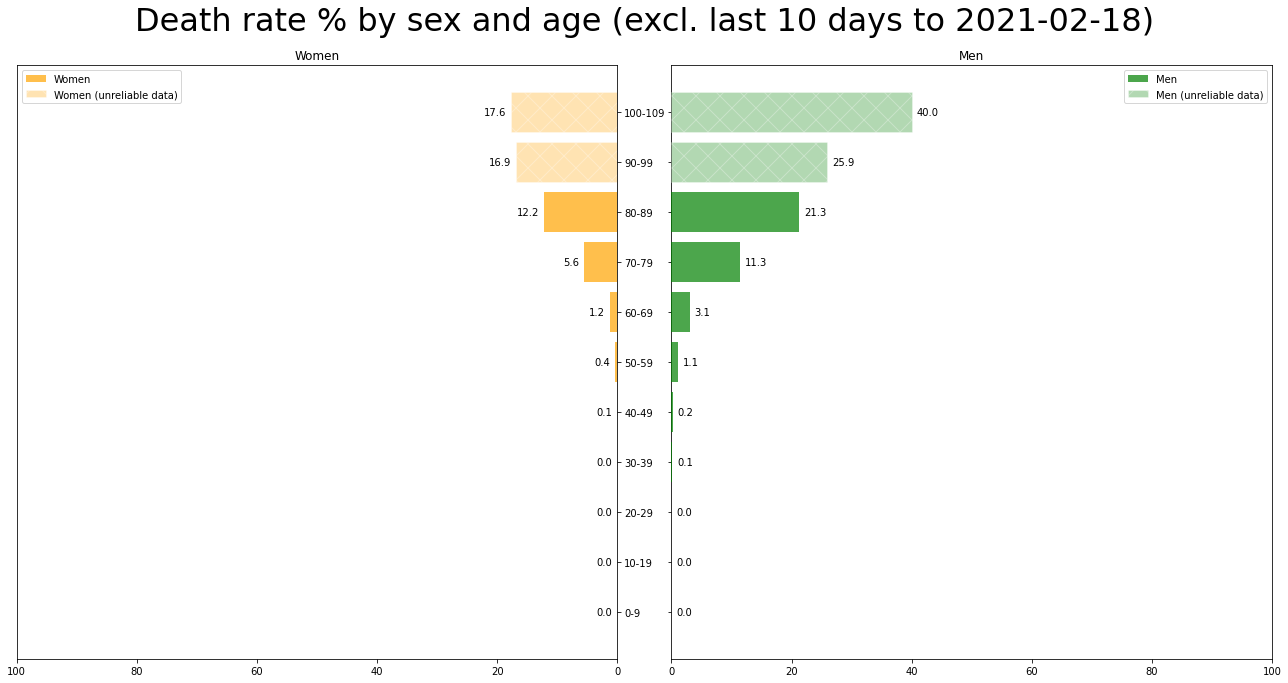 Death rate % by sex and age (excl. last 10 days to 2021-02-18)
Women
Men
Women
Women (unreliable data)
Men
Men (unreliable data)
17.6 100-109 40.0
16.9 90-99 25.9
12.2 80-89 21.3
5.6 70-79 11.3
1.2 60-69 3.1
0.4 50-59 1.1
0.1 40-49 0.2
0.0 30-39 0.1
0.0 20-29 0.0
0.0 10-19 0.0
0.0 0-9 0.0
100 80 60 40 20 0 0 20 40 60 80 100